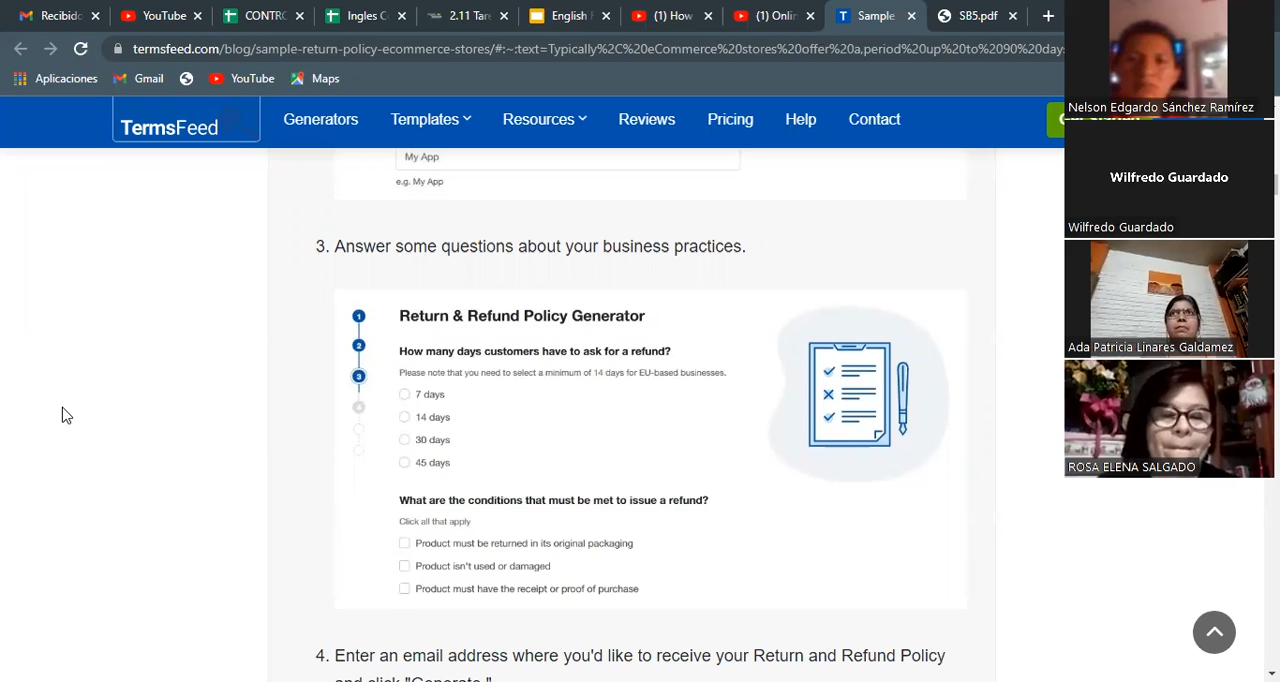 Recibido
YouTube
CONTRO
Ingles C
2.11 Tar
English F
(1) How
(1) Onlin
Sample
SB5.pdf
termsfeed.com/blog/sample-return-policy-ecommerce-stores/#:~:text=Typically%2C%20eCommerce%20stores%20offer%20a,period%20up%20to%2090%20days
Aplicaciones
Gmail
YouTube
Maps
TermsFeed
Generators
Templates
Resources
Reviews
Pricing
Help
Contact
My App
e.g. My App
3. Answer some questions about your business practices.
1
2
3
4
Return & Refund Policy Generator
How many days customers have to ask for a refund?
Please note that you need to select a minimum of 14 days for EU-based businesses.
7 days
14 days
30 days
45 days
What are the conditions that must be met to issue a refund?
Click all that apply
Product must be returned in its original packaging
Product isn't used or damaged
Product must have the receipt or proof of purchase
4. Enter an email address where you'd like to receive your Return and Refund Policy
and click "Generate."
Nelson Edgardo Sánchez Ramírez
Wilfredo Guardado
Wilfredo Guardado
Ada Patricia Linares Galdamez
ROSA ELENA SALGADO